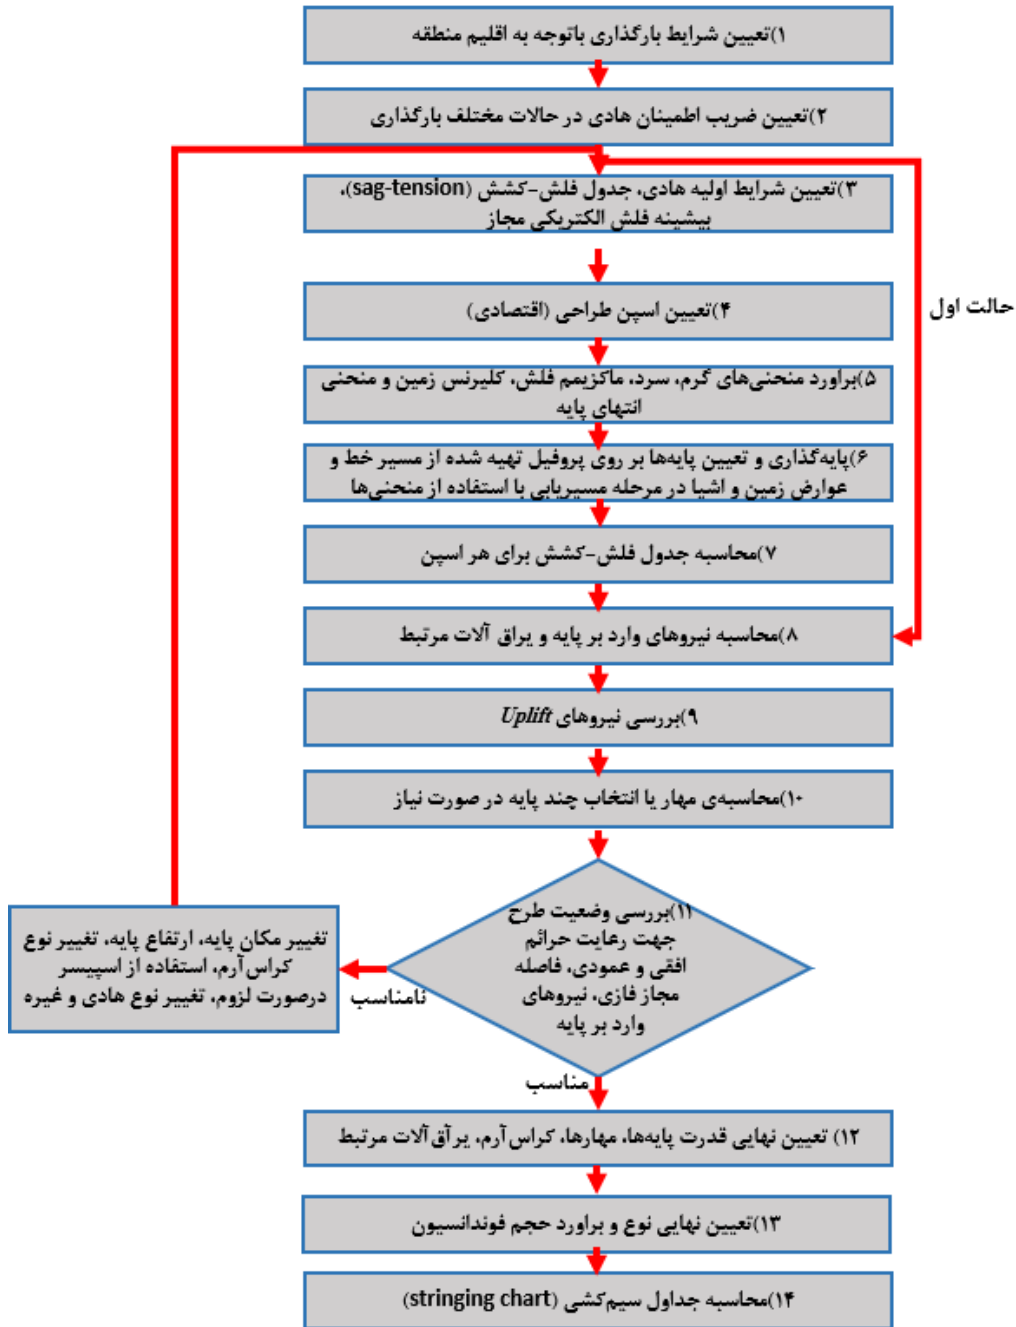 ۱)تعیین شرایط بارگذاری باتوجه به اقلیم منطقه
۲)تعیین ضریب اطمینان هادی در حالات مختلف بارگذاری
۳)تعیین شرایط اولیه هادی، جدول فلش-کشش (sag-tension)،
بیشینه فلش الکتریکی مجاز
حالت اول
۴)تعیین اسپن طراحی (اقتصادی)
۵)براورد منحنی‌های گرم، سرد، ماکزیمم فلش، کلیرنس زمین و منحنی
انتهای پایه
۶)پایه‌گذاری و تعیین پایه‌ها بر روی پروفیل تهیه شده از مسیر خط و
عوارض زمین و اشیا در مرحله مسیریابی با استفاده از منحنی‌ها
۷)محاسبه جدول فلش-کشش برای هر اسپن
۸)محاسبه نیروهای وارد بر پایه و یراق آلات مرتبط
۹)بررسی نیروهای Uplift
۱۰)محاسبه‌ی مهار یا انتخاب چند پایه در صورت نیاز
۱۱)بررسی وضعیت طرح
جهت رعایت حرائم
افقی و عمودی، فاصله
مجاز فازی، نیروهای
وارد بر پایه
نامناسب
تغییر مکان پایه، ارتفاع پایه، تغییر نوع
کراس‌آرم، استفاده از اسپیسر
درصورت لزوم، تغییر نوع هادی و غیره
مناسب
۱۲) تعیین نهایی قدرت پایه‌ها، مهارها، کراس‌آرم، یرآق‌آلات مرتبط
۱۳)تعیین نهایی نوع و براورد حجم فوندانسیون
۱۴)محاسبه جداول سیم‌کشی (stringing chart)